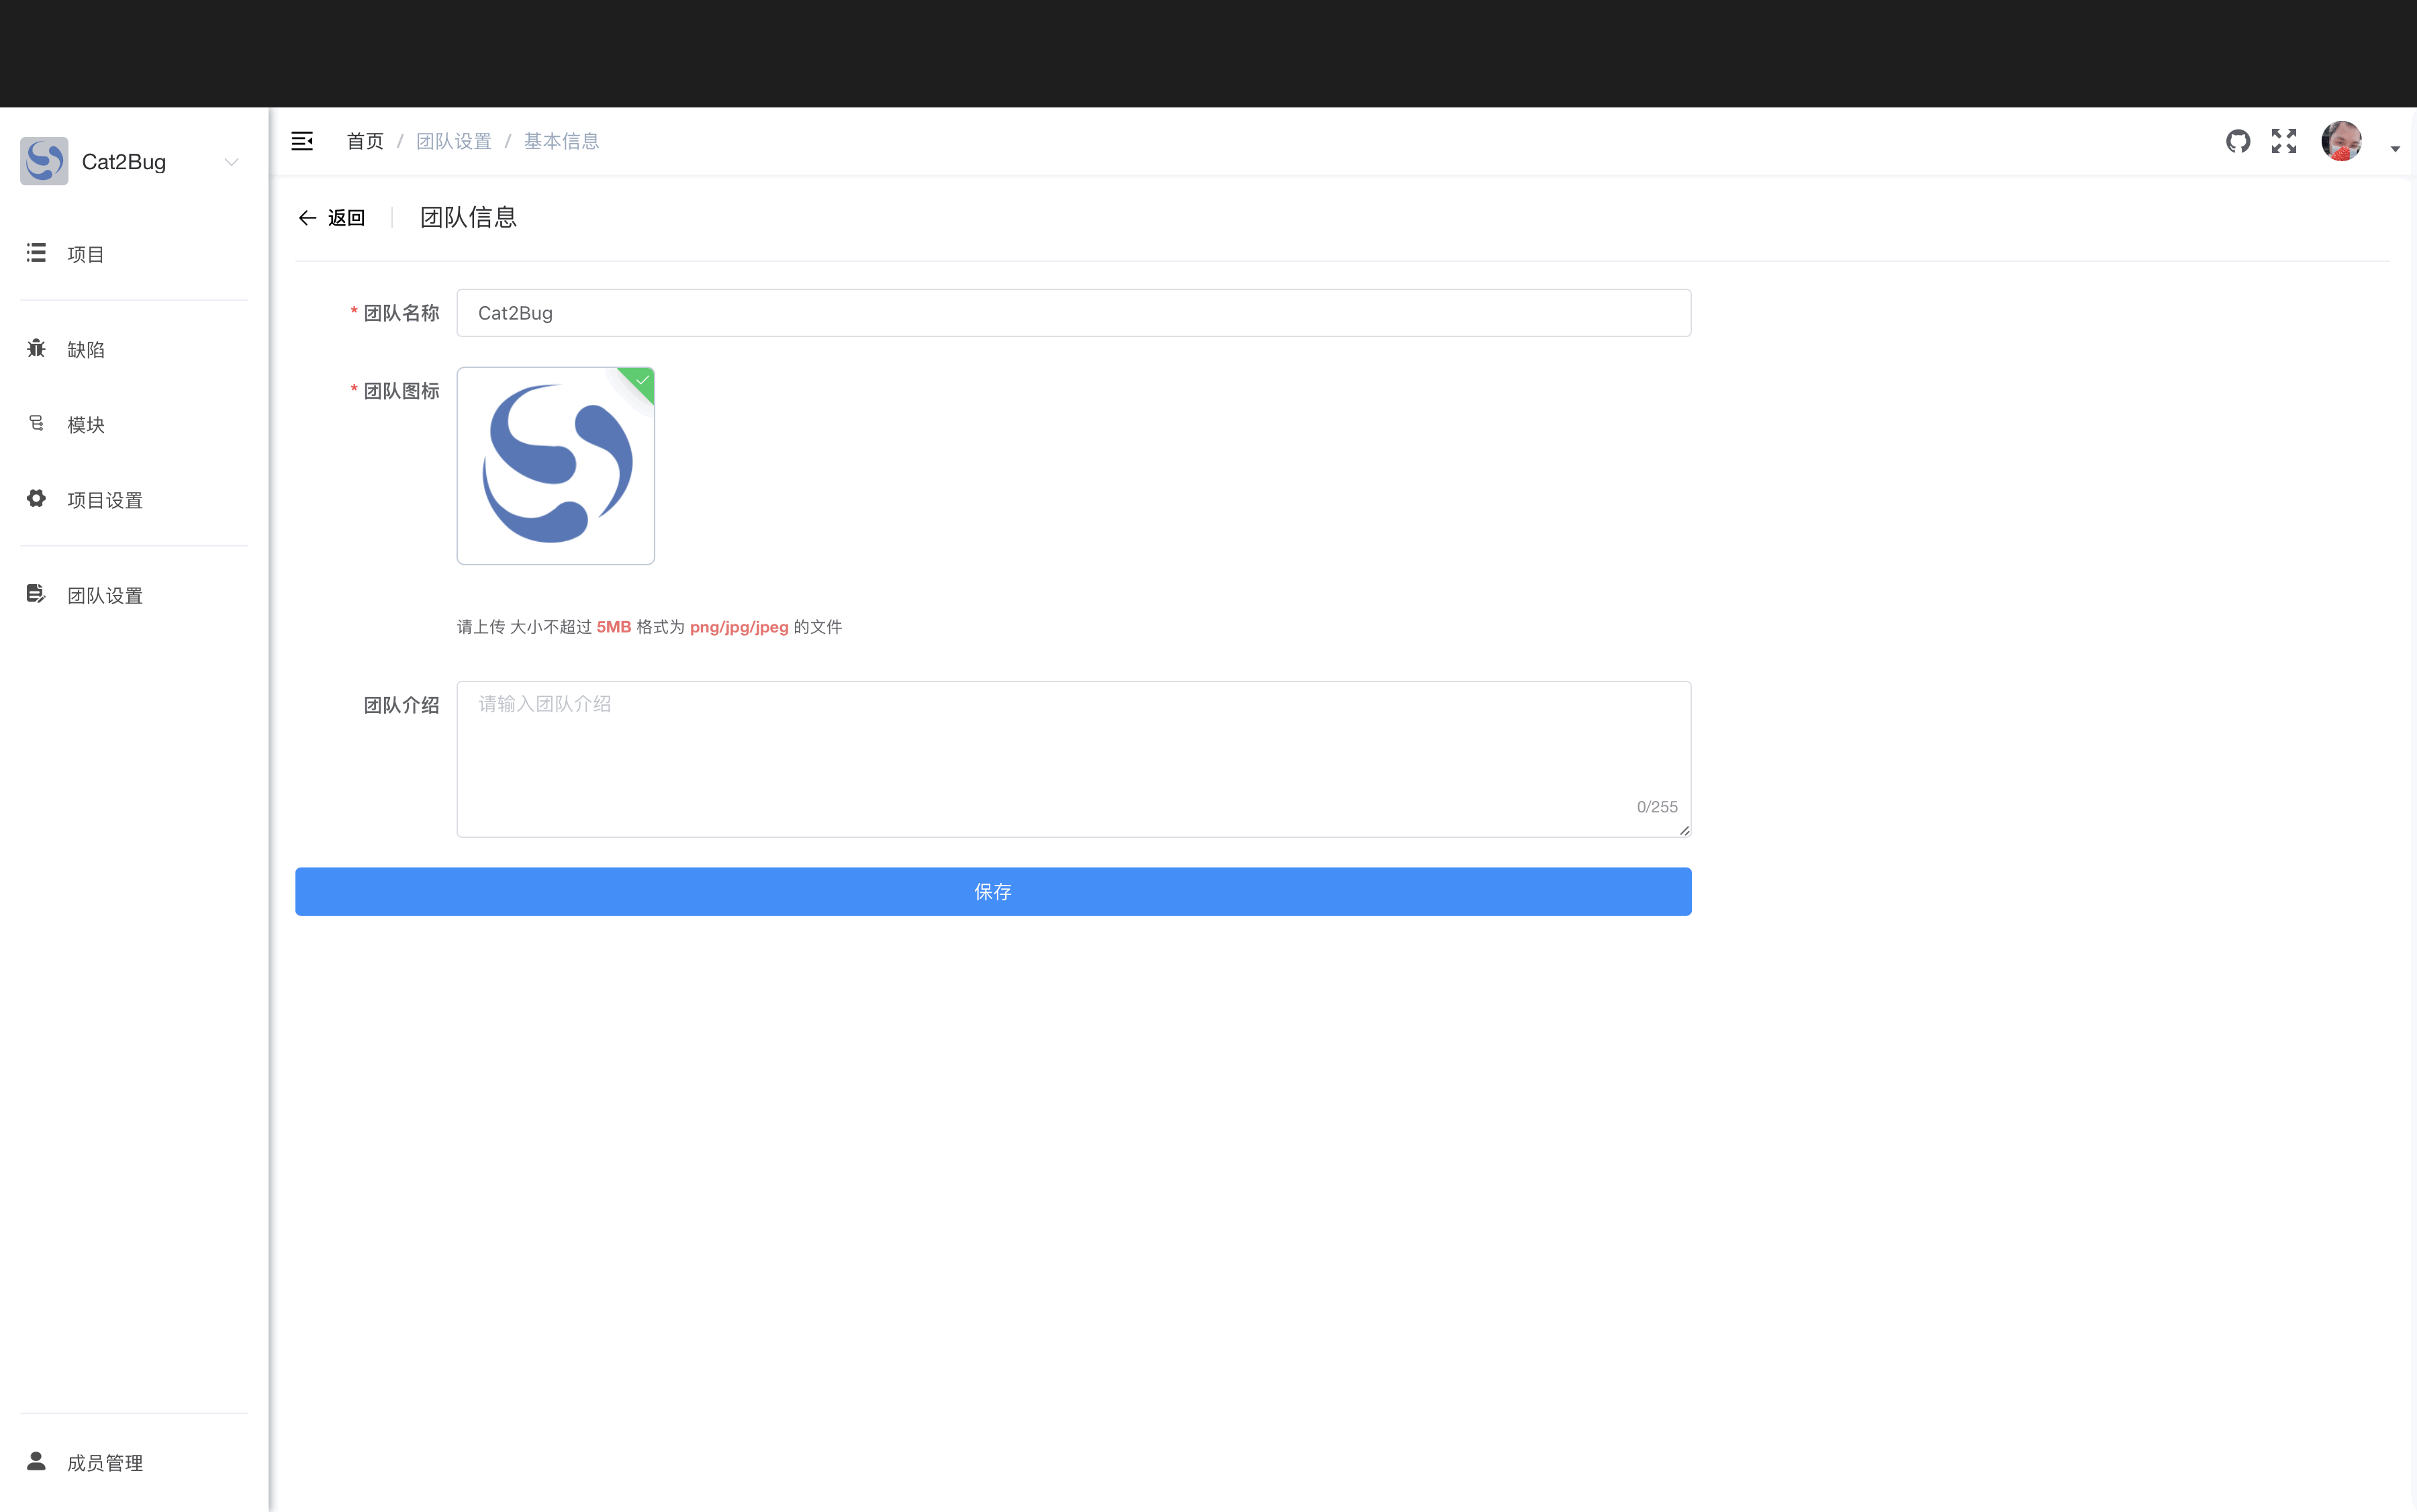 Cat2Bug
项目
缺陷
模块
项目设置
团队设置
成员管理
首页 / 团队设置 / 基本信息
返回 团队信息
* 团队名称 Cat2Bug
* 团队图标
请上传 大小不超过 5MB 格式为 png/jpg/jpeg 的文件
团队介绍 请输入团队介绍
0/255
保存